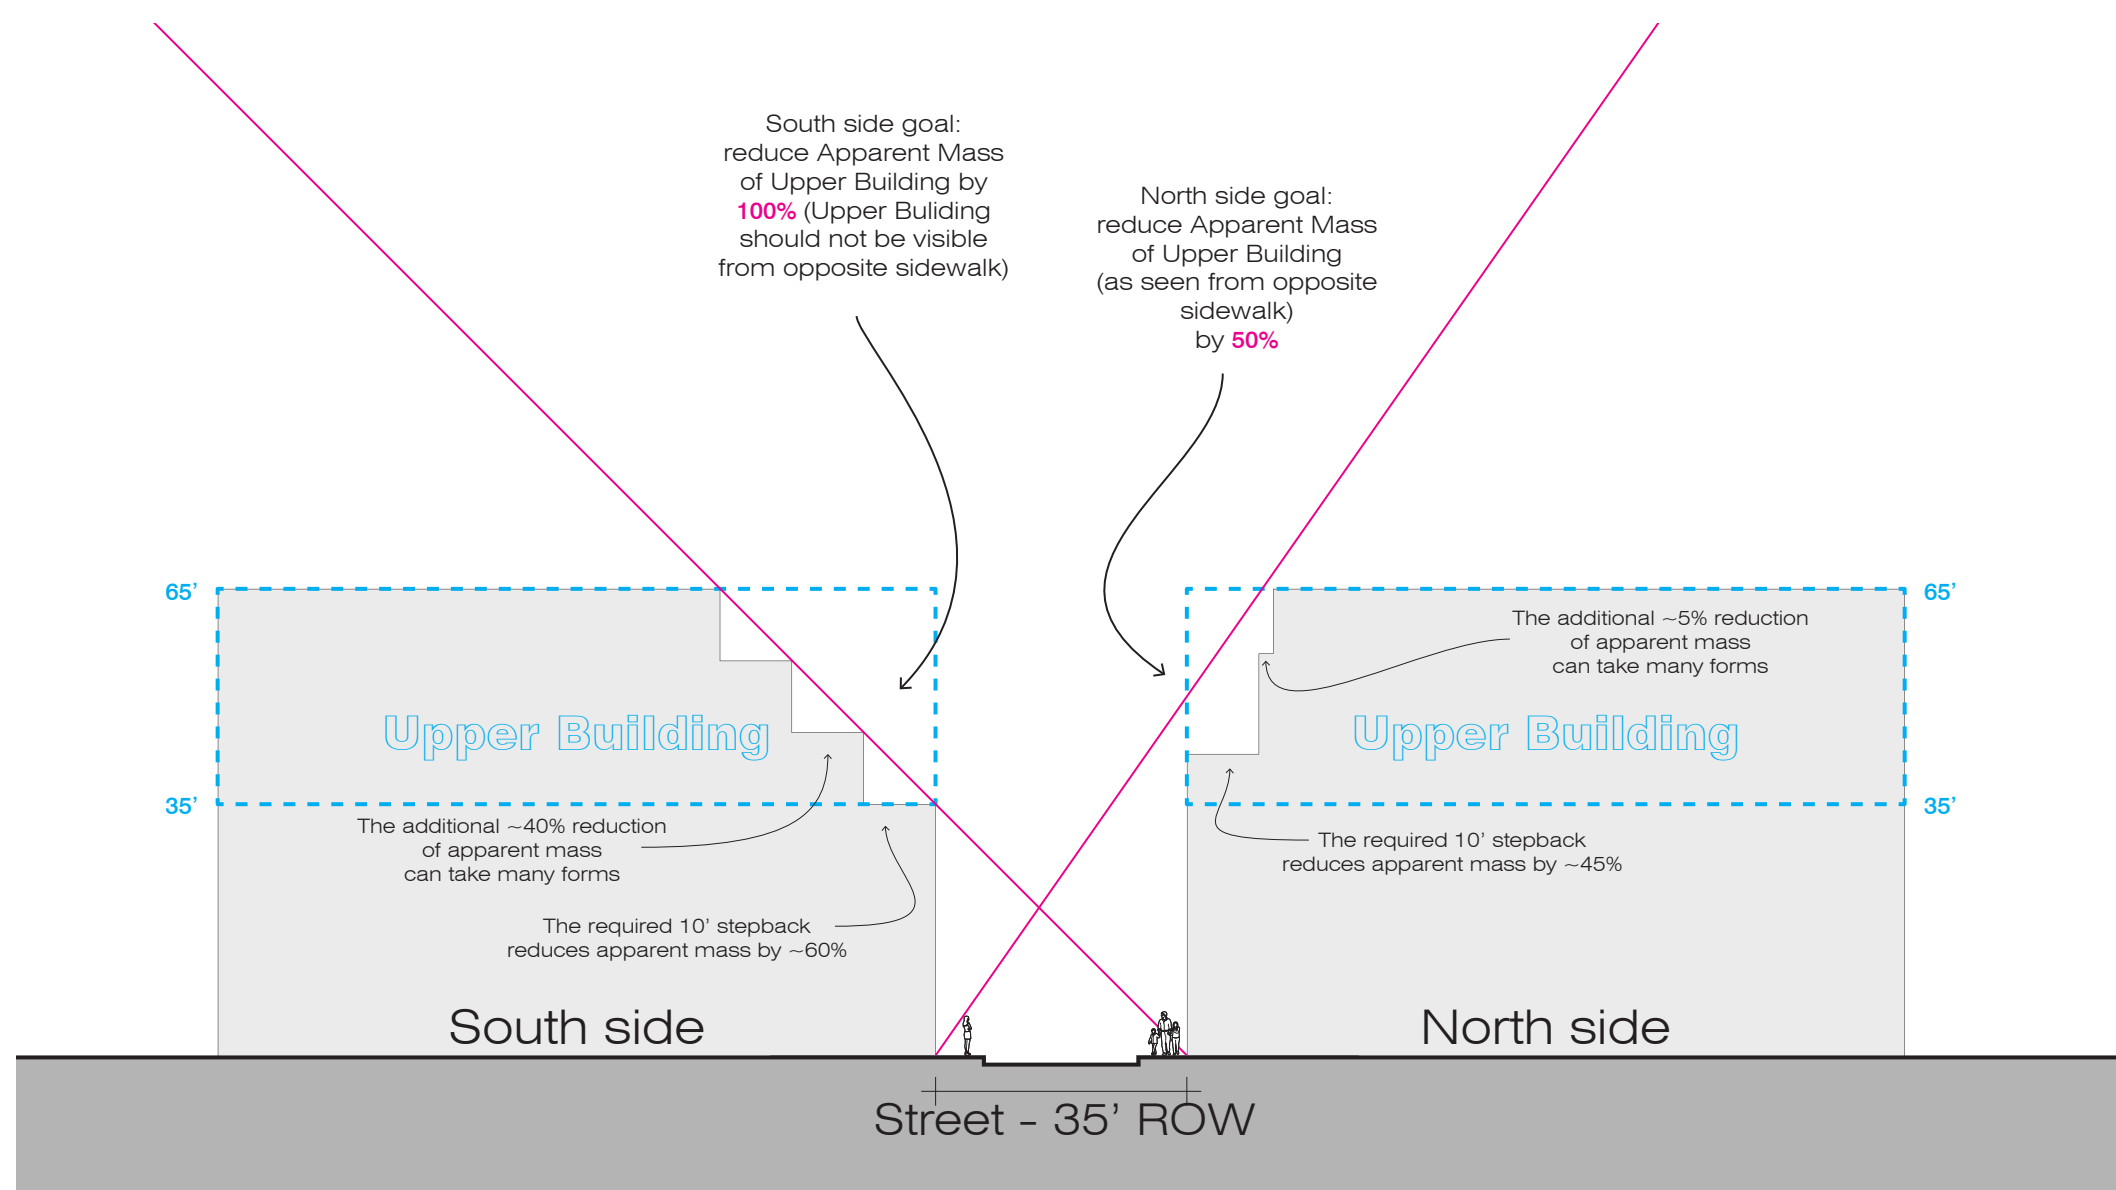 South side goal:
reduce Apparent Mass
of Upper Building by
100% (Upper Buliding
should not be visible
from opposite sidewalk)
North side goal:
reduce Apparent Mass
of Upper Building
(as seen from opposite
sidewalk)
by 50%
65’
65’
The additional ~5% reduction
of apparent mass
can take many forms
Upper Building
Upper Building
35’
35’
The additional ~40% reduction
of apparent mass
can take many forms
The required 10’ stepback
reduces apparent mass by ~45%
The required 10’ stepback
reduces apparent mass by ~60%
South side
North side
Street - 35’ ROW